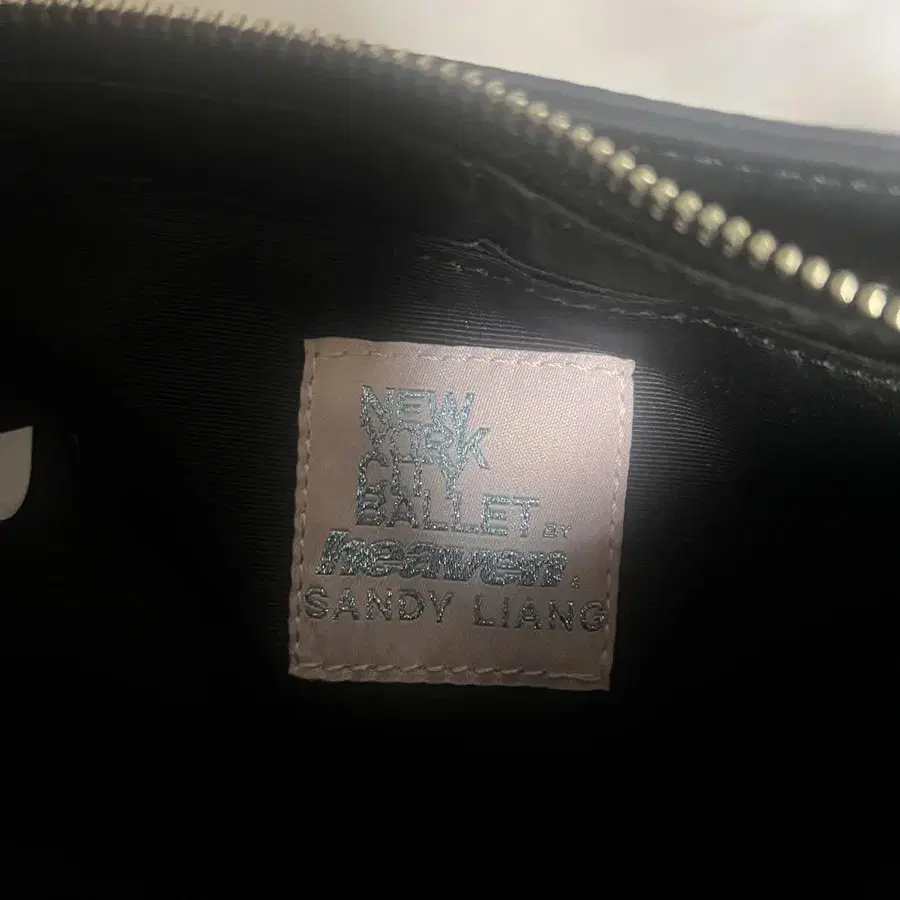 NEW
YORK
CITY
BALLET BY
heaven &
SANDY LIANG